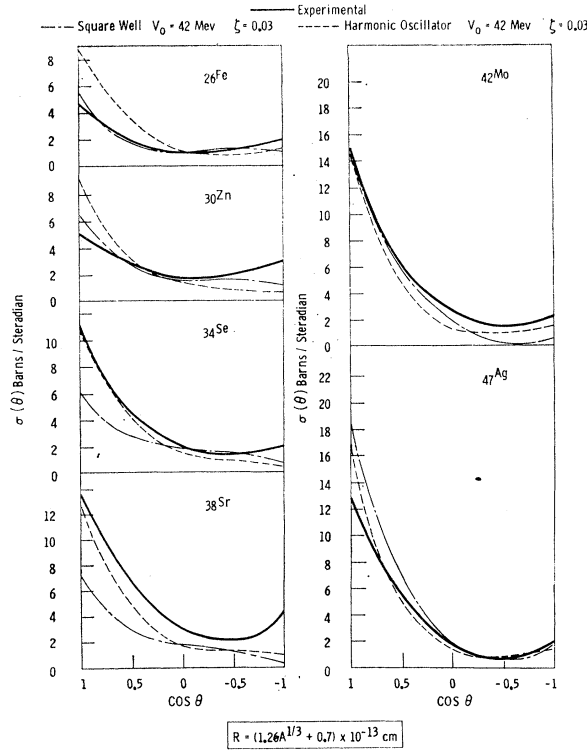 Experimental
Square Well V₀ = 42 Mev ζ = 0.03
Harmonic Oscillator V₀ = 42 Mev ζ = 0.03
σ (θ) Barns / Steradian
8
6
4
2
0
₂₆Fe
8
6
4
2
0
₃₀Zn
10
8
6
4
2
0
₃₄Se
12
10
8
6
4
2
0
₃₈Sr
1 0.5 0 -0.5 -1
COS θ
σ (θ) Barns / Steradian
20
18
16
14
12
10
8
6
4
2
0
₄₂Mo
22
20
18
16
14
12
10
8
6
4
2
0
₄₇Ag
1 0.5 0 -0.5 -1
COS θ
R = (1.26A^1/3 + 0.7) x 10^-13 cm